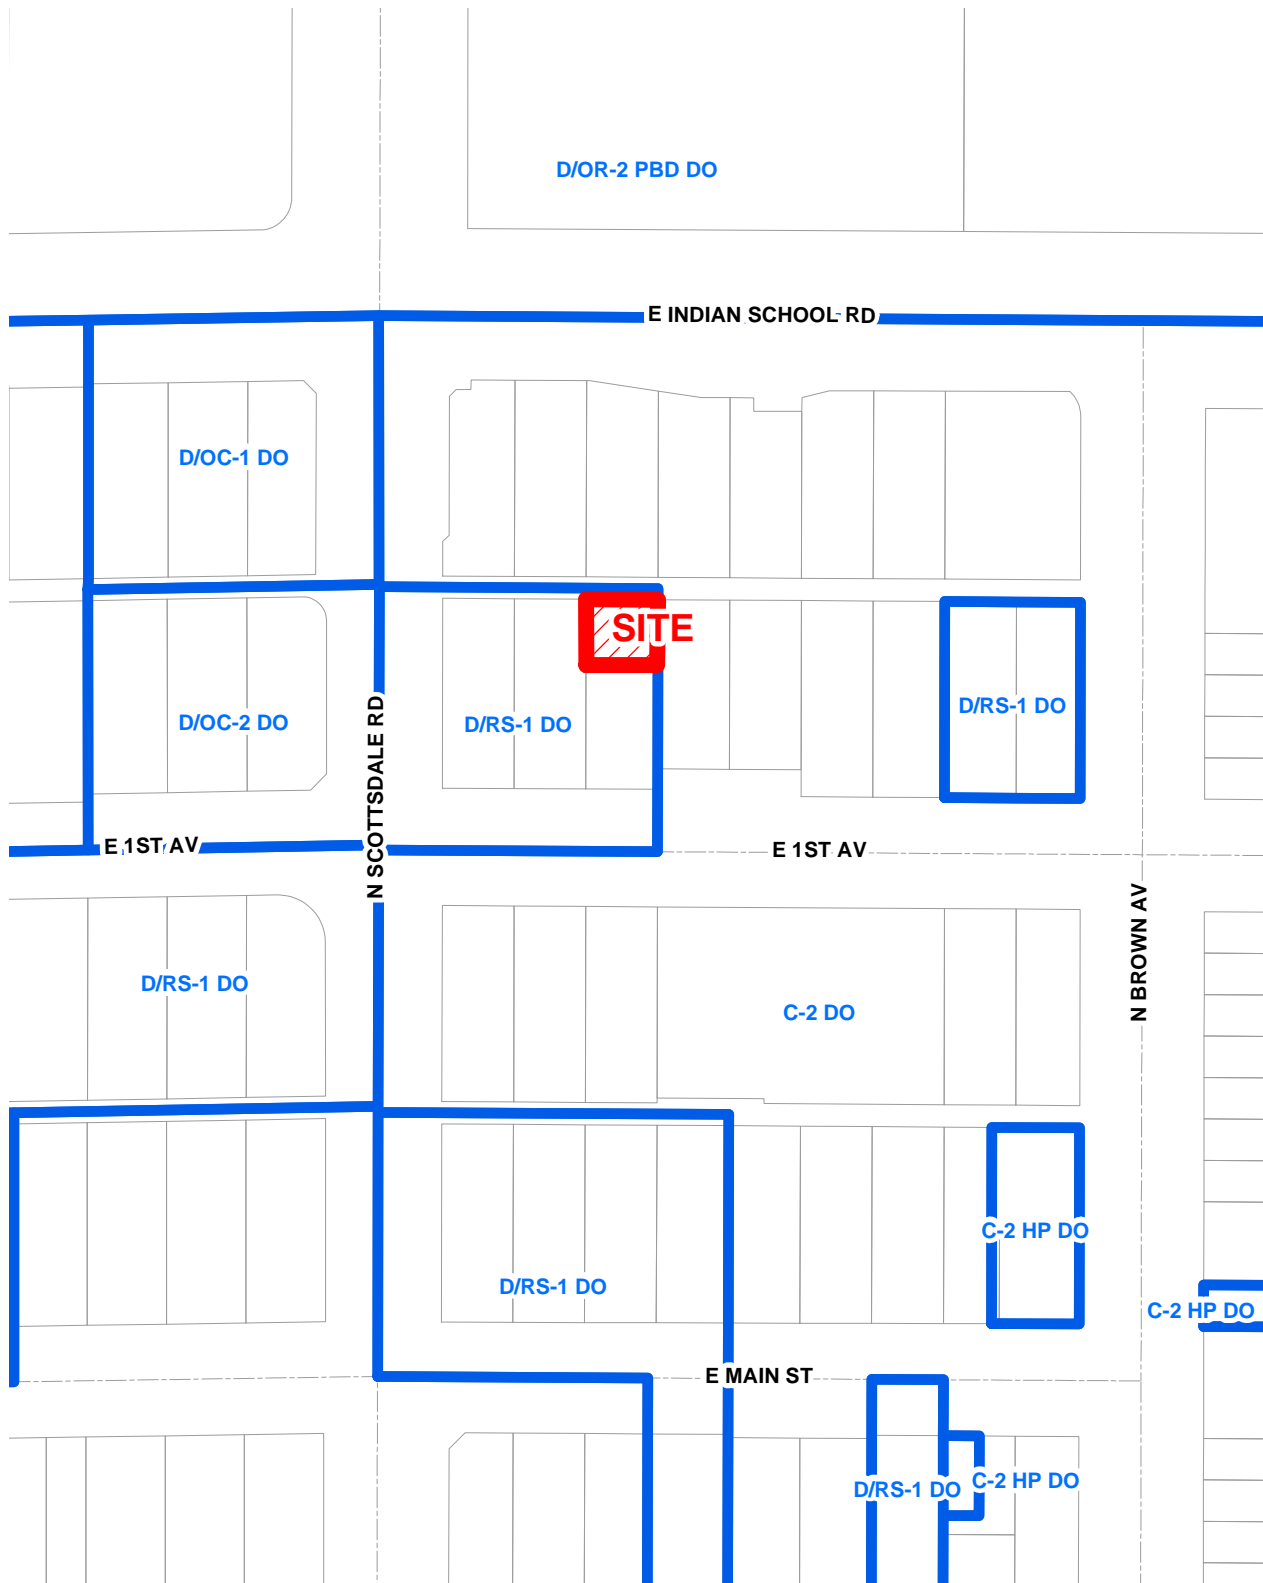 D/OR-2 PBD DO
E INDIAN SCHOOL RD
D/OC-1 DO
SITE
D/OC-2 DO
D/RS-1 DO
D/RS-1 DO
N SCOTTSDALE RD
E 1ST AV
E 1ST AV
N BROWN AV
D/RS-1 DO
C-2 DO
C-2 HP DO
D/RS-1 DO
C-2 HP DO
E MAIN ST
D/RS-1 DO
C-2 HP DO